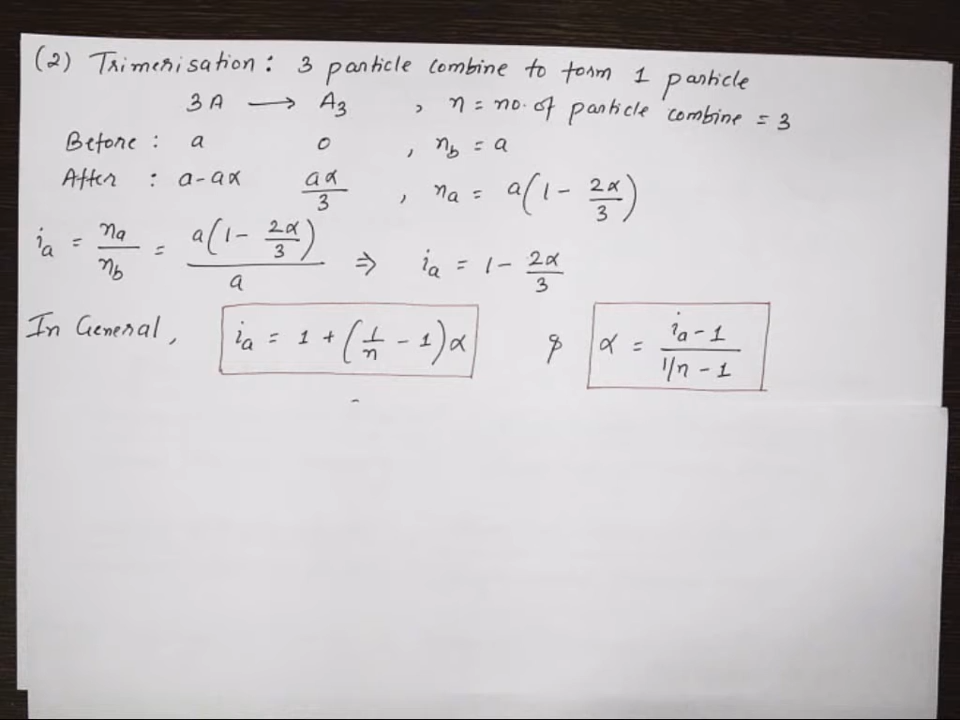 (2) Trimerisation: 3 particle combine to form 1 particle
3A → A₃ , n = no. of particle combine = 3
Before : a 0 , n_b = a
After : a-aα aα/3 , n_a = a(1 - 2α/3)
i_a = n_a/n_b = a(1 - 2α/3)/a ⇒ i_a = 1 - 2α/3
In General, i_a = 1 + (1/n - 1)α & α = (i_a - 1)/(1/n - 1)